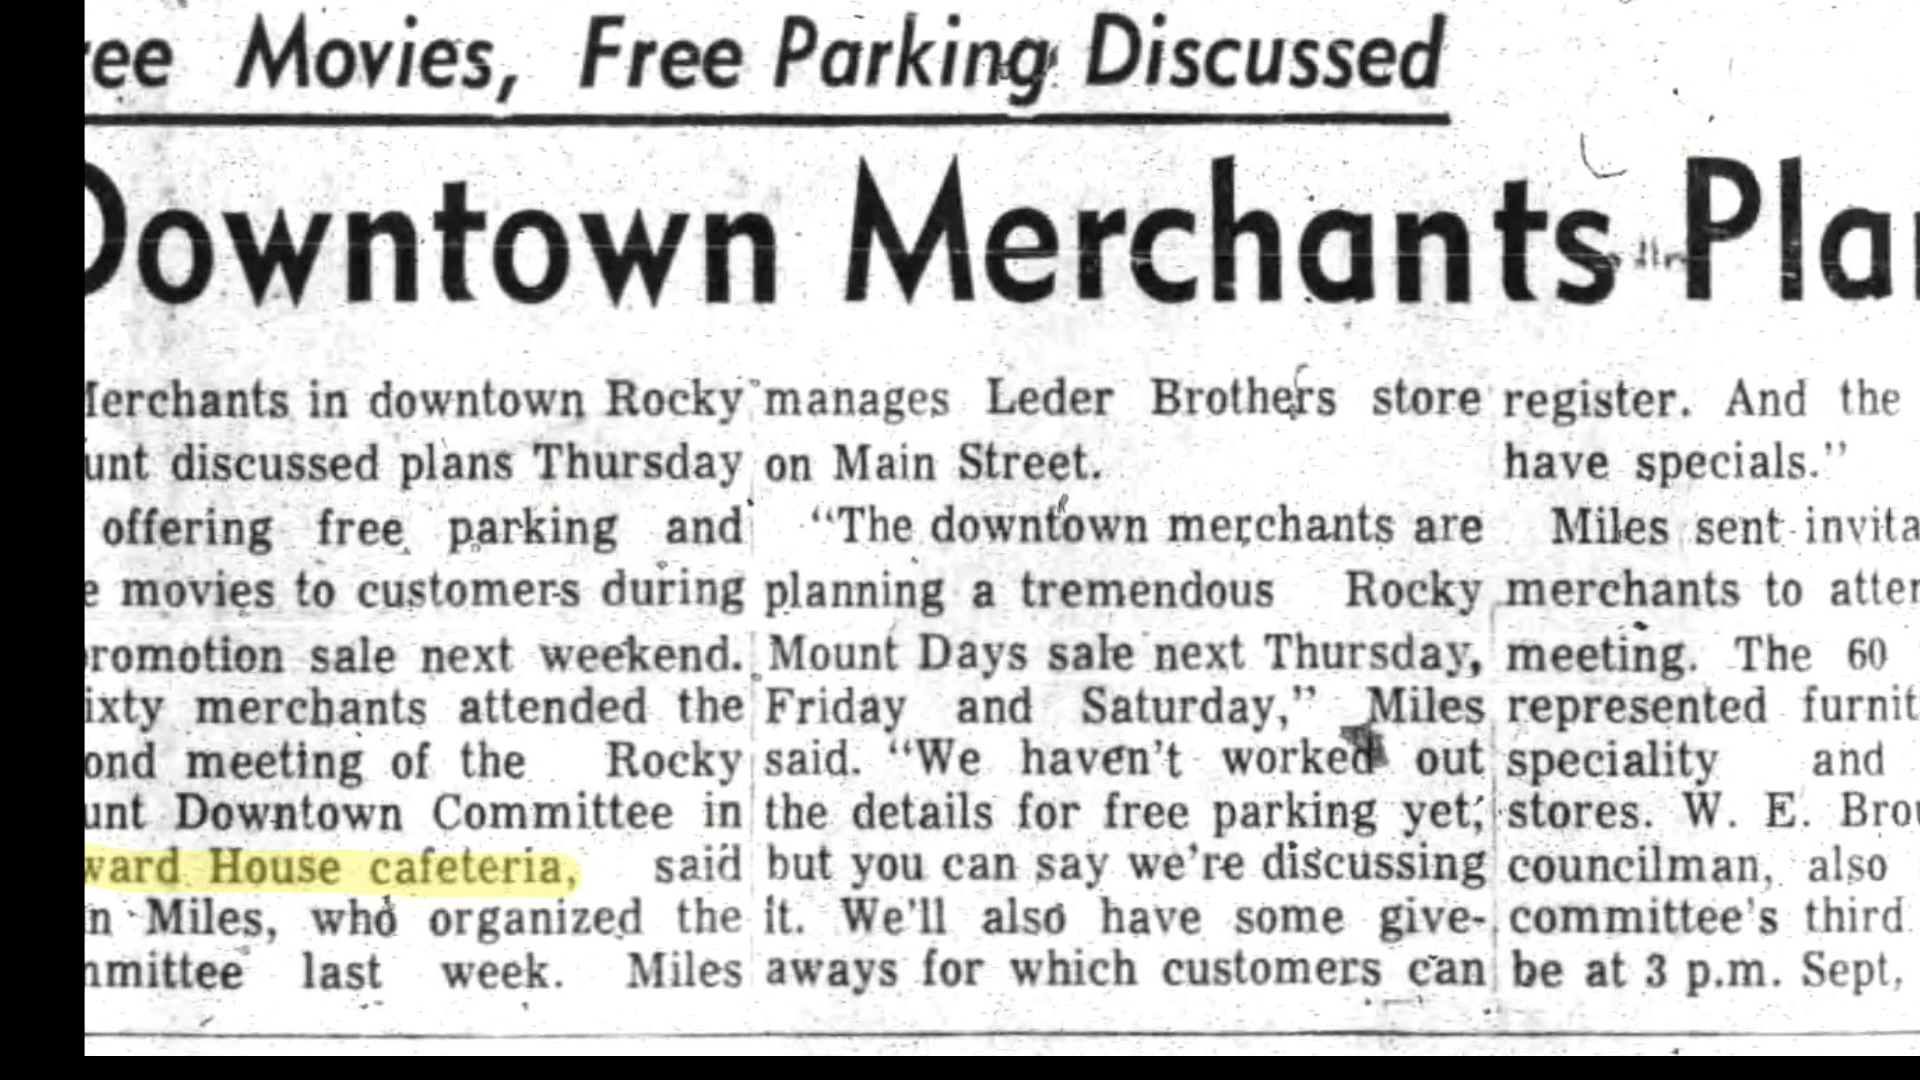 ee Movies, Free Parking Discussed
Downtown Merchants Pla
Merchants in downtown Rocky
unt discussed plans Thursday
offering free parking and
e movies to customers during
romotion sale next weekend.
ixty merchants attended the
ond meeting of the Rocky
unt Downtown Committee in
ward House cafeteria, said
n Miles, who organized the
mmittee last week. Miles
manages Leder Brothers store
on Main Street.
“The downtown merchants are
planning a tremendous Rocky
Mount Days sale next Thursday,
Friday and Saturday,” Miles
said. “We haven’t worked out
the details for free parking yet,
but you can say we’re discussing
it. We’ll also have some give-
aways for which customers can
register. And the
have specials.”
Miles sent invita
merchants to atten
meeting. The 60
represented furnit
speciality and
stores. W. E. Brou
councilman, also
committee’s third
be at 3 p.m. Sept,